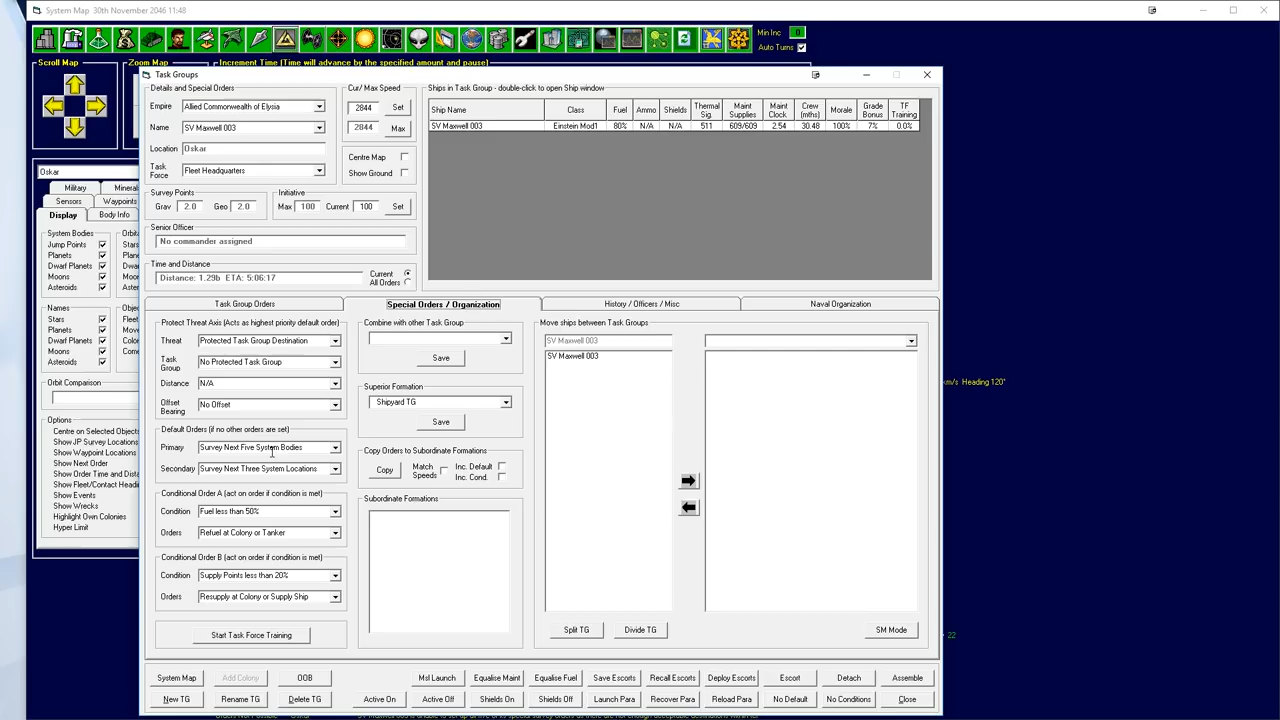 System Map  30th November 2046 11:48
Min Inc 0
Auto Turns
Scroll Map
Zoom Map
Increment Time (Time will advance by the specified amount and pause)
Task Groups
Details and Special Orders
Empire Allied Commonwealth of Elysia
Name SV Maxwell 003
Location Oskar
Task Force Fleet Headquarters
Cur/ Max Speed
2844 Set
2844 Max
Centre Map
Show Ground
Survey Points
Grav 2.0 Geo 2.0
Initiative
Max 100 Current 100 Set
Senior Officer
No commander assigned
Time and Distance
Distance: 1.29b ETA: 5:06:17
Current
All Orders
Ships in Task Group - double-click to open Ship window
Ship Name Class Fuel Ammo Shields Thermal Sig. Maint Supplies Maint Clock Crew (mths) Morale Grade Bonus TF Training
SV Maxwell 003 Einstein Mod1 80% N/A N/A 511 609/609 2.54 30.48 100% 7% 0.0%
Oskar
Military Minerals
Sensors Waypoints
Display Body Info
System Bodies
Jump Points
Planets
Dwarf Planets
Moons
Asteroids
Names
Stars
Planets
Dwarf Planets
Moons
Asteroids
Orbit Comparison
Options
Centre on Selected Objects
Show JP Survey Locations
Show Waypoint Locations
Show Next Order
Show Order Time and Dista
Show Fleet/Contact Headin
Show Events
Show Wrecks
Highlight Own Colonies
Hyper Limit
Task Group Orders
Special Orders / Organization
History / Officers / Misc
Naval Organization
Protect Threat Axis (Acts as highest priority default order)
Threat Protected Task Group Destination
Task Group No Protected Task Group
Distance N/A
Offset Bearing No Offset
Default Orders (if no other orders are set)
Primary Survey Next Five System Bodies
Secondary Survey Next Three System Locations
Conditional Order A (act on order if condition is met)
Condition Fuel less than 50%
Orders Refuel at Colony or Tanker
Conditional Order B (act on order if condition is met)
Condition Supply Points less than 20%
Orders Resupply at Colony or Supply Ship
Start Task Force Training
Combine with other Task Group
Save
Superior Formation
Shipyard TG
Save
Copy Orders to Subordinate Formations
Copy Match Speeds Inc. Default
Inc. Cond.
Subordinate Formations
Move ships between Task Groups
SV Maxwell 003
SV Maxwell 003
Split TG Divide TG SM Mode
km/s  Heading 120°
22
System Map Add Colony OOB Msl Launch Equalise Maint Equalise Fuel Save Escorts Recall Escorts Deploy Escorts Escort Detach Assemble
New TG Rename TG Delete TG Active On Active Off Shields On Shields Off Launch Para Recover Para Reload Para No Default No Conditions Close